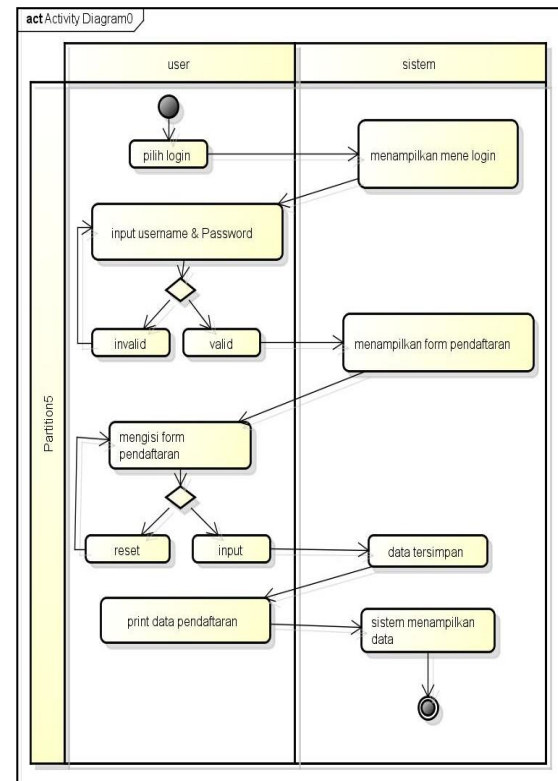 act Activity Diagram0
user
sistem
Partition5
pilih login
menampilkan mene login
input username & Password
invalid
valid
menampilkan form pendaftaran
mengisi form
pendaftaran
reset
input
data tersimpan
print data pendaftaran
sistem menampilkan
data